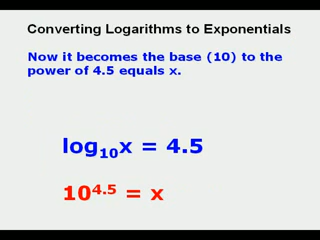 Converting Logarithms to Exponentials
Now it becomes the base (10) to the
power of 4.5 equals x.
log₁₀x = 4.5
10⁴·⁵ = x